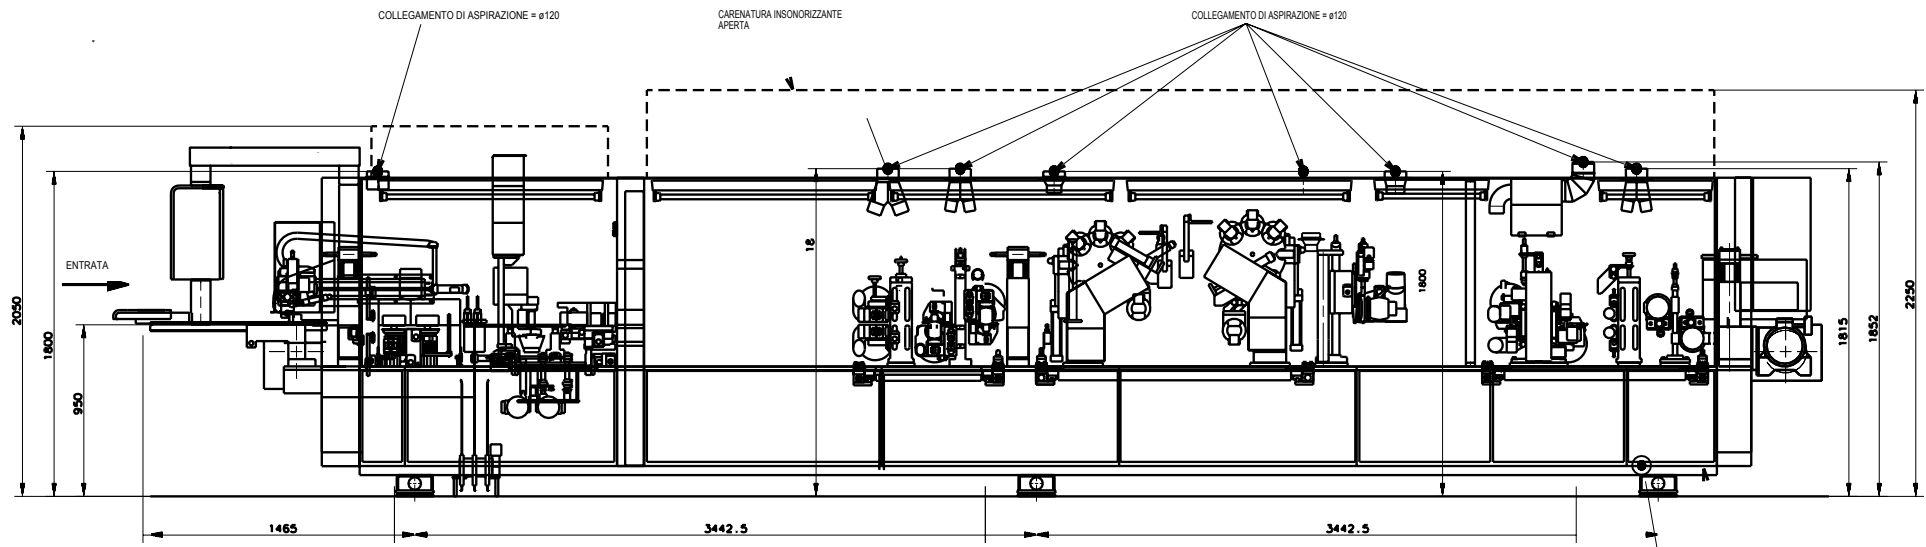 COLLEGAMENTO DI ASPIRAZIONE = ø120
CARENATURA INSONORIZZANTE
APERTA
COLLEGAMENTO DI ASPIRAZIONE = ø120
ENTRATA
2050
1800
950
18
1800
1815
1852
2250
1465
3442.5
3442.5